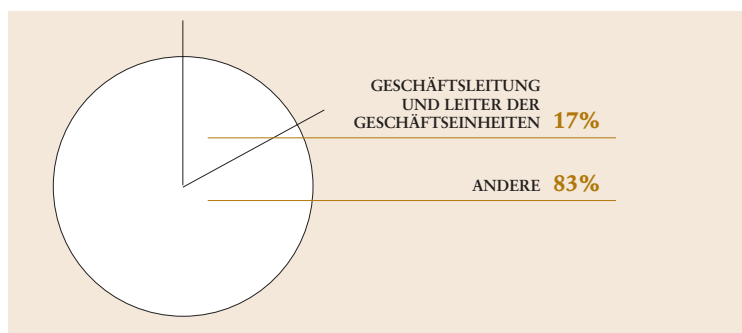 GESCHÄFTSLEITUNG
UND LEITER DER
GESCHÄFTSEINHEITEN 17%
ANDERE 83%